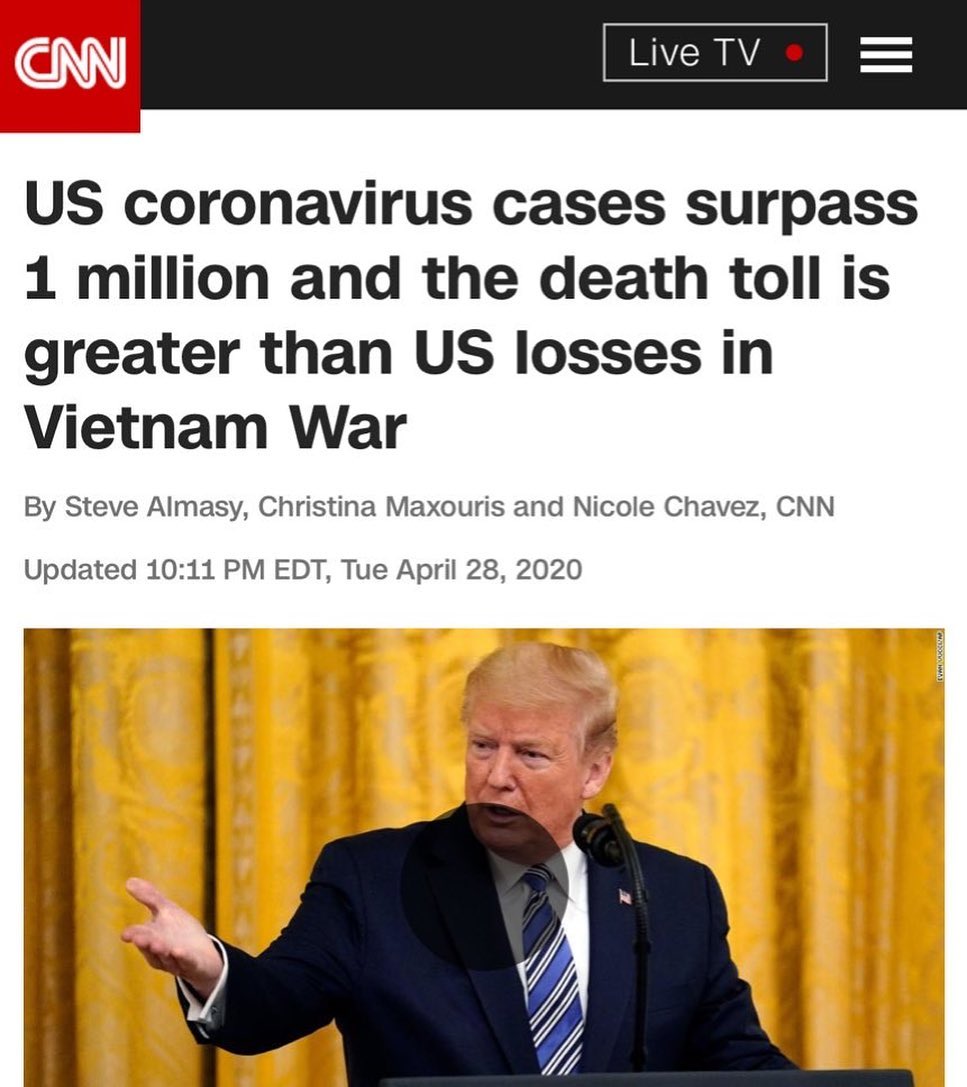 CNN
Live TV
US coronavirus cases surpass
1 million and the death toll is
greater than US losses in
Vietnam War
By Steve Almasy, Christina Maxouris and Nicole Chavez, CNN
Updated 10:11 PM EDT, Tue April 28, 2020